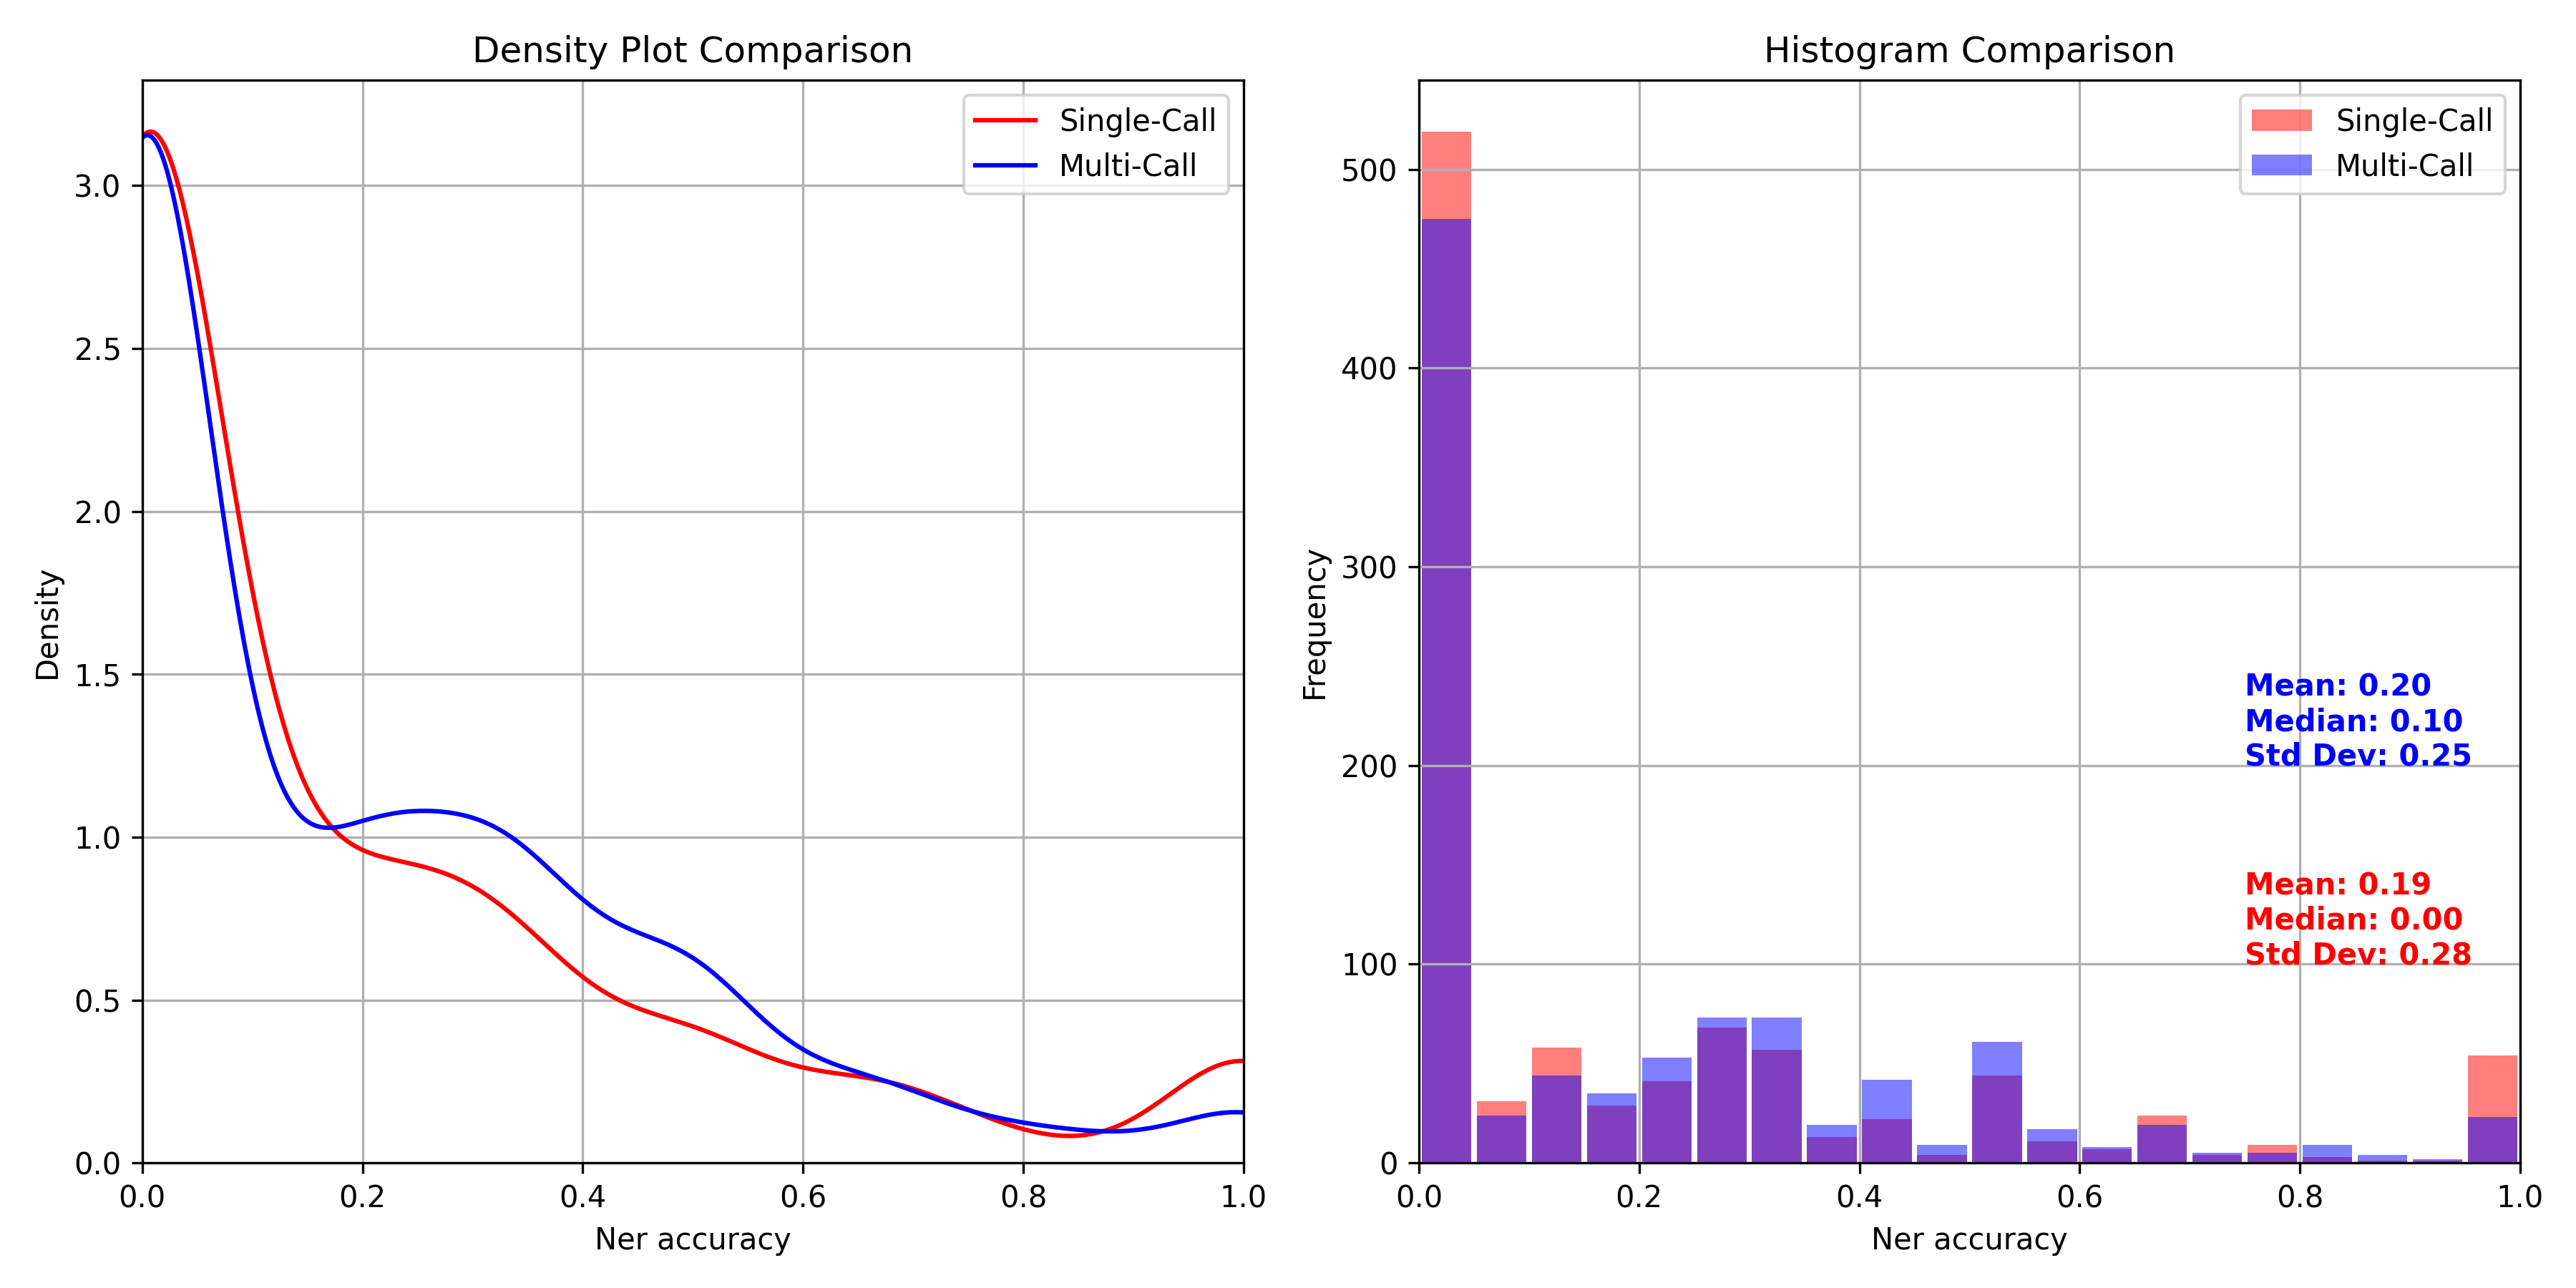 Density Plot Comparison
Single-Call
Multi-Call
3.0
2.5
2.0
1.5
1.0
0.5
0.0
Density
0.0 0.2 0.4 0.6 0.8 1.0
Ner accuracy
Histogram Comparison
Single-Call
Multi-Call
500
400
300
200
100
0
Frequency
Mean: 0.20
Median: 0.10
Std Dev: 0.25
Mean: 0.19
Median: 0.00
Std Dev: 0.28
0.0 0.2 0.4 0.6 0.8 1.0
Ner accuracy